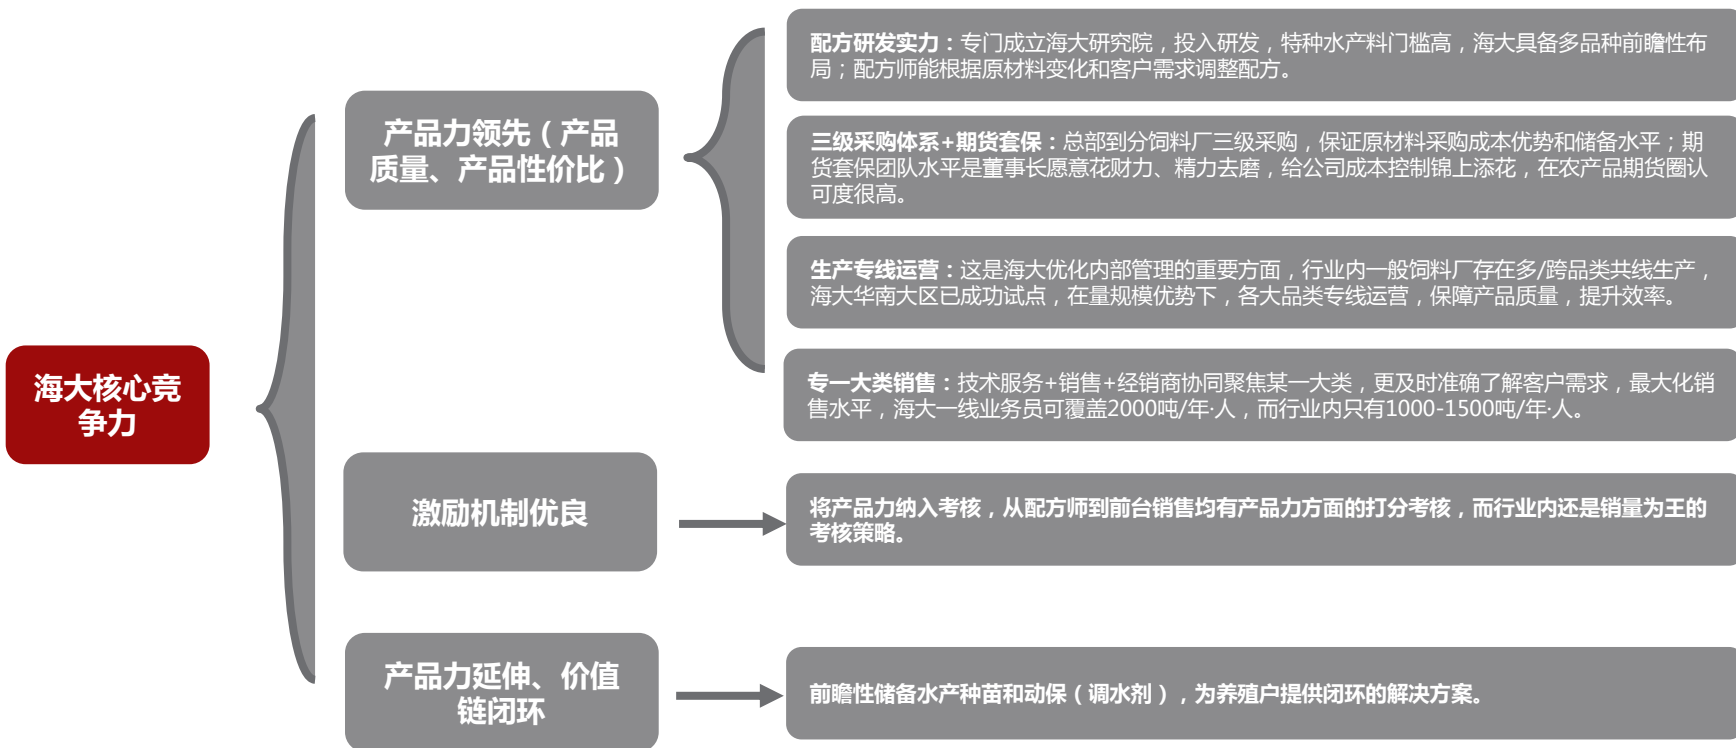 海大核心竞
争力
产品力领先（产品
质量、产品性价比）
配方研发实力：专门成立海大研究院，投入研发，特种水产料门槛高，海大具备多品种前瞻性布
局；配方师能根据原材料变化和客户需求调整配方。
三级采购体系+期货套保：总部到分饲料厂三级采购，保证原材料采购成本优势和储备水平；期
货套保团队水平是董事长愿意花财力、精力去磨，给公司成本控制锦上添花，在农产品期货圈认
可度很高。
生产专线运营：这是海大优化内部管理的重要方面，行业内一般饲料厂存在多/跨品类共线生产，
海大华南大区已成功试点，在量规模优势下，各大品类专线运营，保障产品质量，提升效率。
专一大类销售：技术服务+销售+经销商协同聚焦某一大类，更及时准确了解客户需求，最大化销
售水平，海大一线业务员可覆盖2000吨/年·人，而行业内只有1000-1500吨/年·人。
激励机制优良
将产品力纳入考核，从配方师到前台销售均有产品力方面的打分考核，而行业内还是销量为王的
考核策略。
产品力延伸、价值
链闭环
前瞻性储备水产种苗和动保（调水剂），为养殖户提供闭环的解决方案。